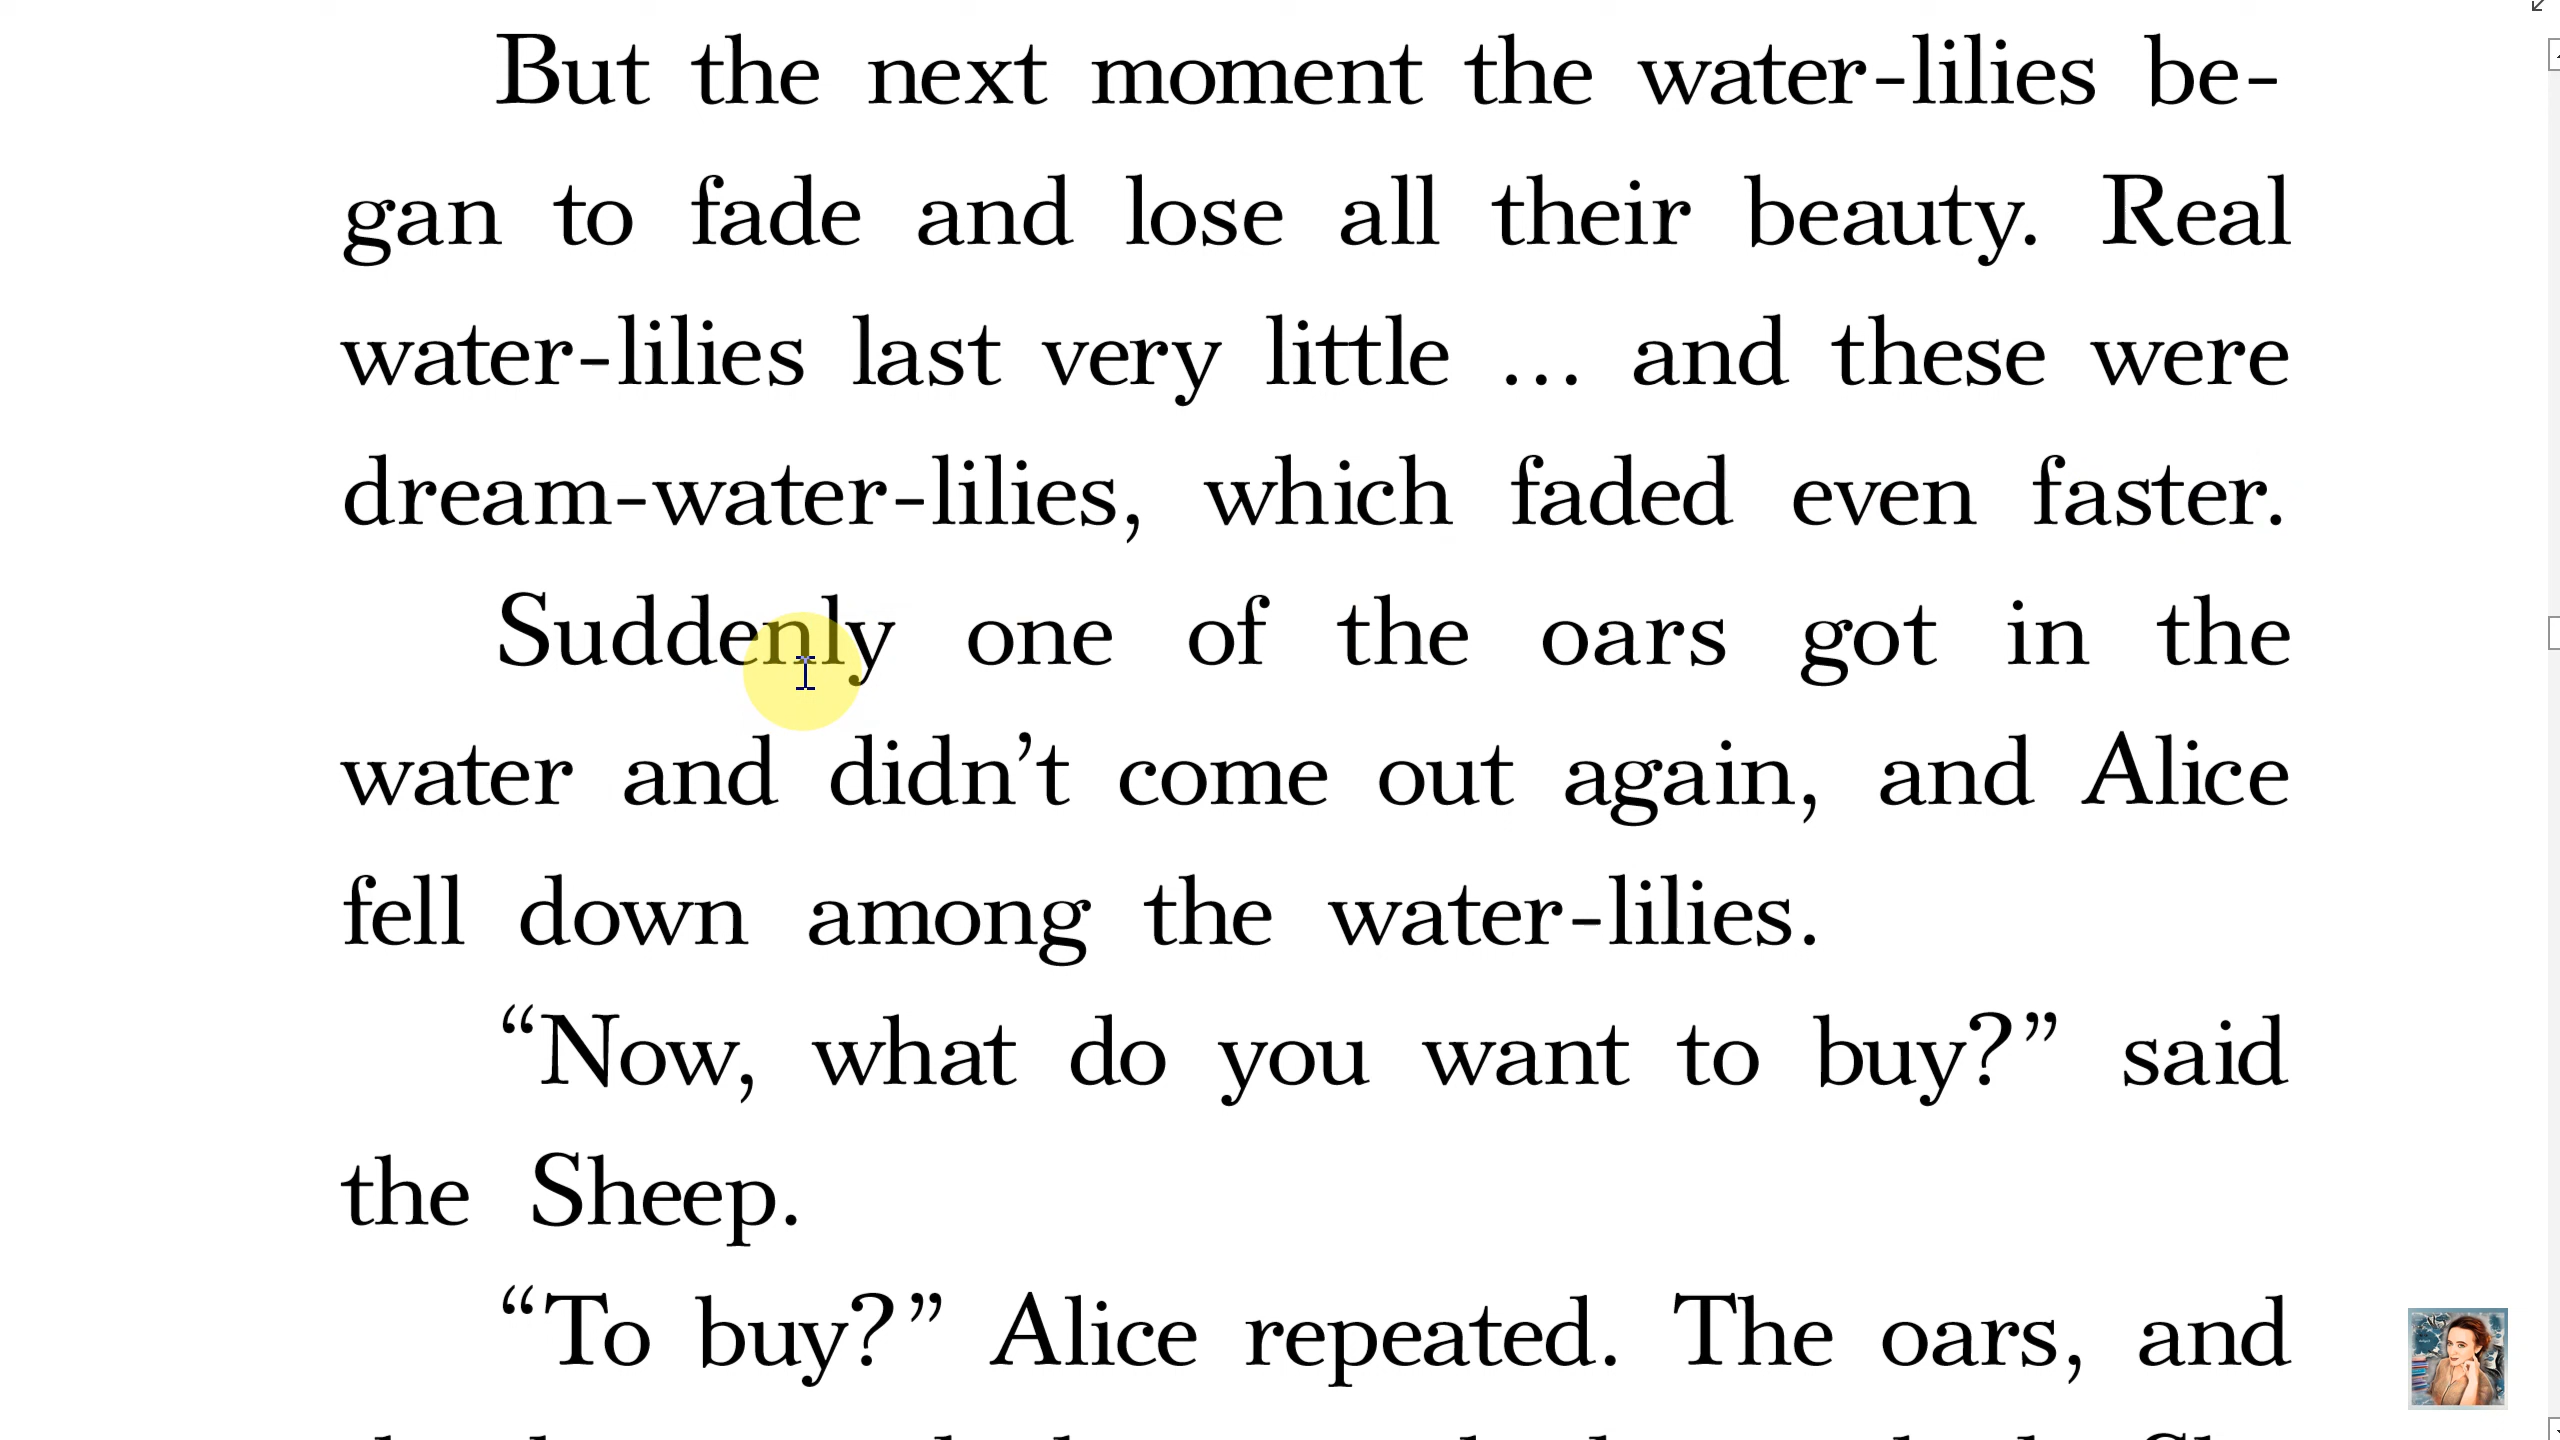 But the next moment the water-lilies be-
gan to fade and lose all their beauty. Real
water-lilies last very little … and these were
dream-water-lilies, which faded even faster.
Suddenly one of the oars got in the
water and didn’t come out again, and Alice
fell down among the water-lilies.
“Now, what do you want to buy?” said
the Sheep.
“To buy?” Alice repeated. The oars, and